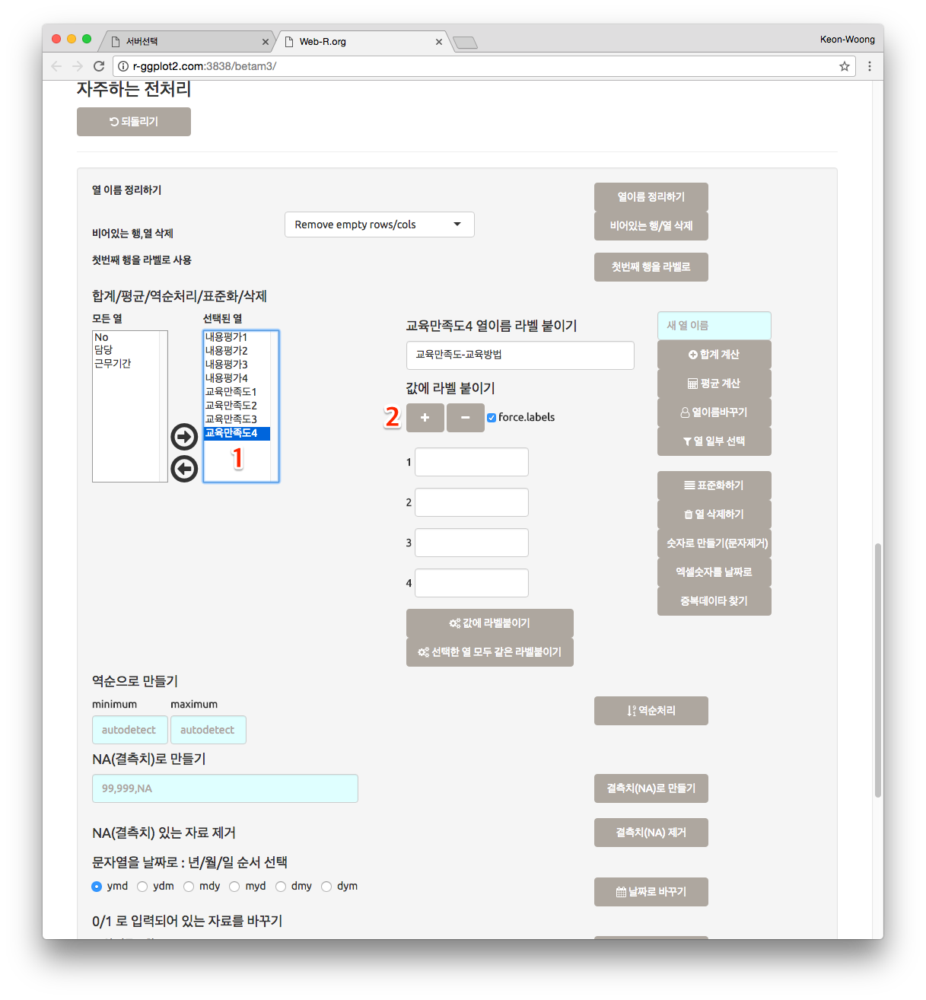 서버선택
Web-R.org
Keon-Woong
r-ggplot2.com:3838/betam3/
자주하는 전처리
되돌리기
열 이름 정리하기
열이름 정리하기
비어있는 행,열 삭제
Remove empty rows/cols
비어있는 행/열 삭제
첫번째 행을 라벨로 사용
첫번째 행을 라벨로
합계/평균/역순처리/표준화/삭제
모든 열
No
담당
근무기간
선택된 열
내용평가1
내용평가2
내용평가3
내용평가4
교육만족도1
교육만족도2
교육만족도3
교육만족도4
1
교육만족도4 열이름 라벨 붙이기
교육만족도-교육방법
값에 라벨 붙이기
2
+
−
force.labels
1
2
3
4
값에 라벨붙이기
선택한 열 모두 같은 라벨붙이기
새 열 이름
합계 계산
평균 계산
열이름바꾸기
열 일부 선택
표준화하기
열 삭제하기
숫자로 만들기(문자제거)
엑셀숫자를 날짜로
중복데이타 찾기
역순으로 만들기
minimum
maximum
autodetect
autodetect
역순처리
NA(결측치)로 만들기
99,999,NA
결측치(NA)로 만들기
NA(결측치) 있는 자료 제거
결측치(NA) 제거
문자열을 날짜로 : 년/월/일 순서 선택
ymd
ydm
mdy
myd
dmy
dym
날짜로 바꾸기
0/1 로 입력되어 있는 자료를 바꾸기